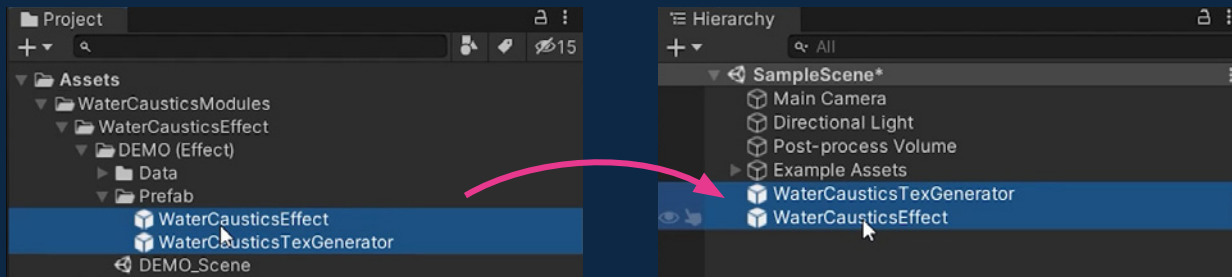 Project
15
Assets
WaterCausticsModules
WaterCausticsEffect
DEMO (Effect)
Data
Prefab
WaterCausticsEffect
WaterCausticsTexGenerator
DEMO_Scene
Hierarchy
All
SampleScene*
Main Camera
Directional Light
Post-process Volume
Example Assets
WaterCausticsTexGenerator
WaterCausticsEffect